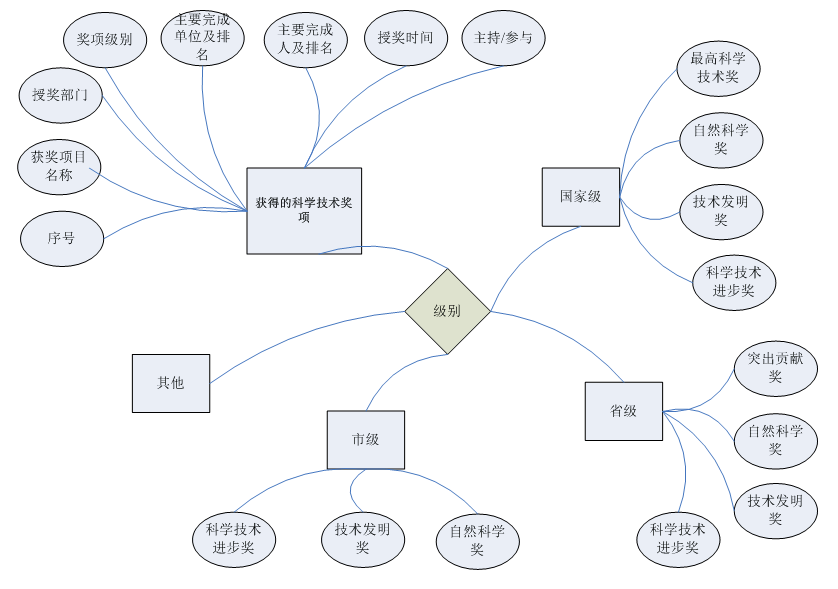 奖项级别
主要完成
单位及排
名
主要完成
人及排名
授奖时间
主持/参与
授奖部门
获奖项目
名称
序号
获得的科学技术奖
项
国家级
最高科学
技术奖
自然科学
奖
技术发明
奖
科学技术
进步奖
级别
其他
市级
省级
突出贡献
奖
自然科学
奖
技术发明
奖
科学技术
进步奖
科学技术
进步奖
技术发明
奖
自然科学
奖